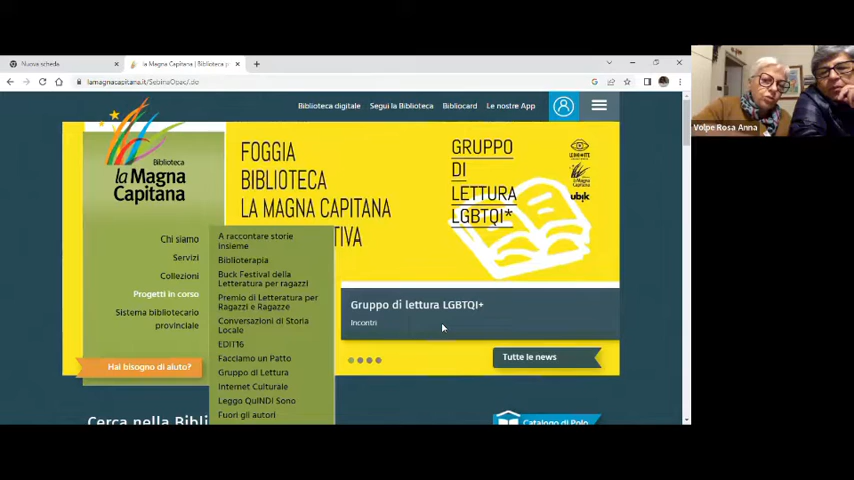 Nuova scheda
la Magna Capitana | Biblioteca p
lamagnacapitana.it/SebinaOpac/.do
Biblioteca digitale
Segui la Biblioteca
Bibliocard
Le nostre App
Biblioteca
la Magna
Capitana
FOGGIA
BIBLIOTECA
LA MAGNA CAPITANA
TIVA
GRUPPO
DI
LETTURA
LGBTQI*
ubik
Chi siamo
Servizi
Collezioni
Progetti in corso
Sistema bibliotecario
provinciale
Hai bisogno di aiuto?
A raccontare storie
insieme
Biblioterapia
Buck Festival della
Letteratura per ragazzi
Premio di Letteratura per
Ragazzi e Ragazze
Conversazioni di Storia
Locale
EDIT16
Facciamo un Patto
Gruppo di Lettura
Internet Culturale
Leggo QuINDI Sono
Fuori gli autori
Gruppo di lettura LGBTQI+
Incontri
Tutte le news
Cerca nella Bibli
Catalogo di Polo
Volpe Rosa Anna